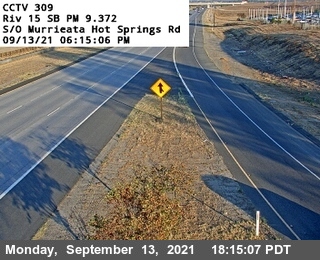 CCTV 309
Riv 15 SB PM 9.372
S/O Murrieata Hot Springs Rd
09/13/21 06:15:06 PM
Monday, September 13, 2021 18:15:07 PDT